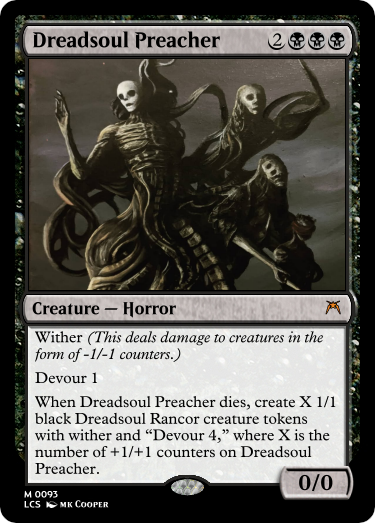 Dreadsoul Preacher 2
Creature — Horror
Wither (This deals damage to creatures in the
form of -1/-1 counters.)
Devour 1
When Dreadsoul Preacher dies, create X 1/1
black Dreadsoul Rancor creature tokens
with wither and “Devour 4,” where X is the
number of +1/+1 counters on Dreadsoul
Preacher.
0/0
M 0093
LCS MK COOPER